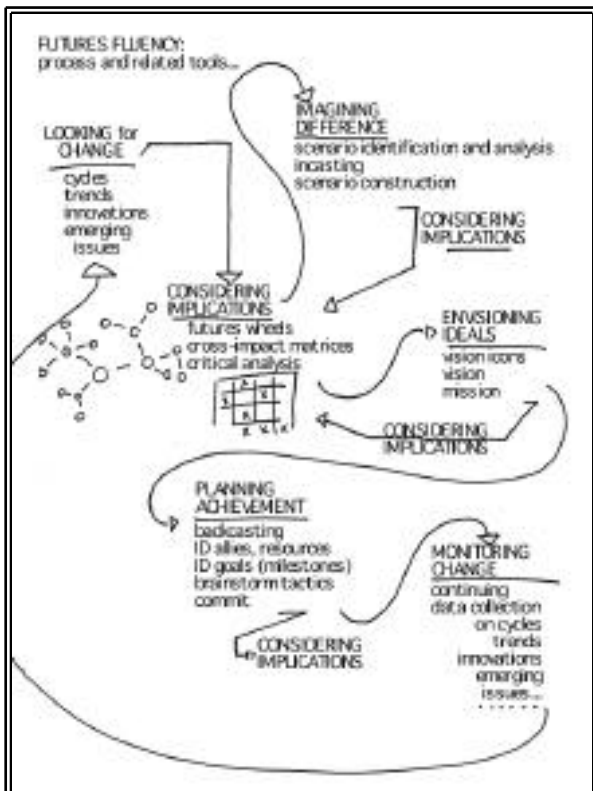 FUTURES FLUENCY:
process and related tools...
IMAGINING
DIFFERENCE
scenario identification and analysis
incasting
scenario construction
LOOKING for
CHANGE
cycles
trends
innovations
emerging
issues
CONSIDERING
IMPLICATIONS
CONSIDERING
IMPLICATIONS
futures wheels
cross-impact matrices
critical analysis
ENVISIONING
IDEALS
vision icons
vision
mission
CONSIDERING
IMPLICATIONS
PLANNING
ACHIEVEMENT
backcasting
ID allies, resources
ID goals (milestones)
brainstorm tactics
commit
CONSIDERING
IMPLICATIONS
MONITORING
CHANGE
continuing
data collection
on cycles
trends
innovations
emerging
issues...